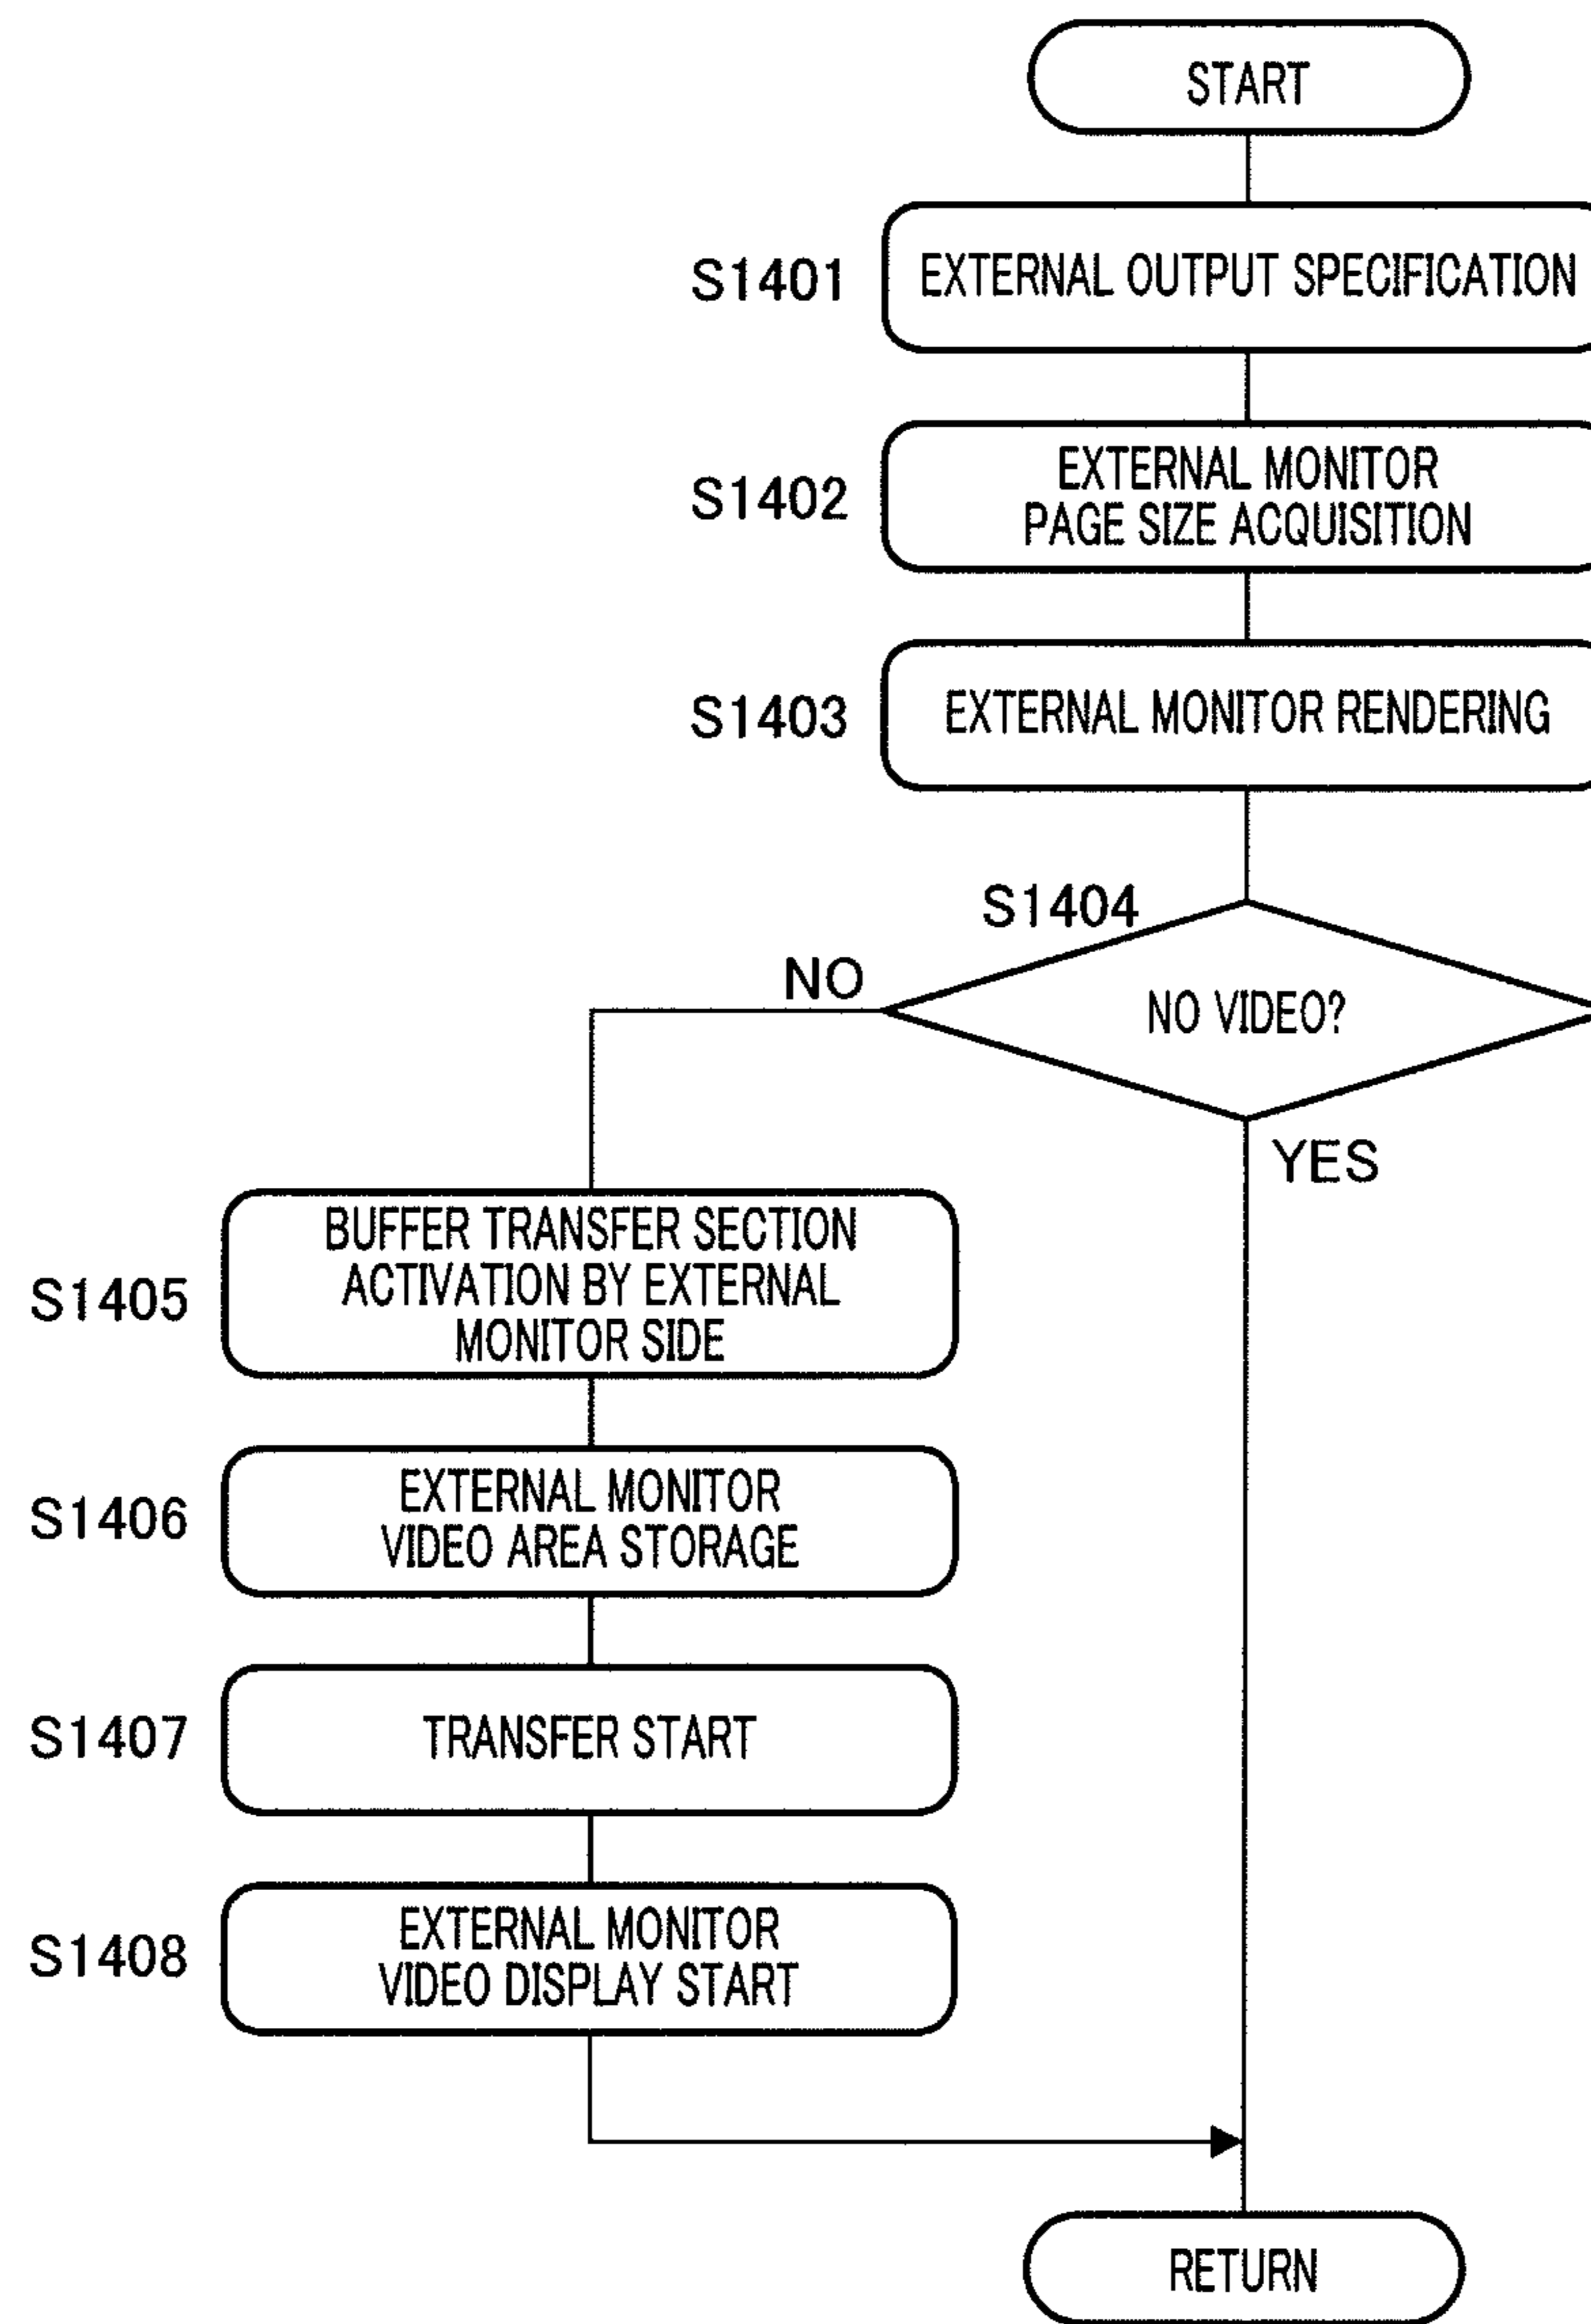 START
S1401
EXTERNAL OUTPUT SPECIFICATION
S1402
EXTERNAL MONITOR
PAGE SIZE ACQUISITION
S1403
EXTERNAL MONITOR RENDERING
S1404
NO
NO VIDEO?
YES
S1405
BUFFER TRANSFER SECTION
ACTIVATION BY EXTERNAL
MONITOR SIDE
S1406
EXTERNAL MONITOR
VIDEO AREA STORAGE
S1407
TRANSFER START
S1408
EXTERNAL MONITOR
VIDEO DISPLAY START
RETURN